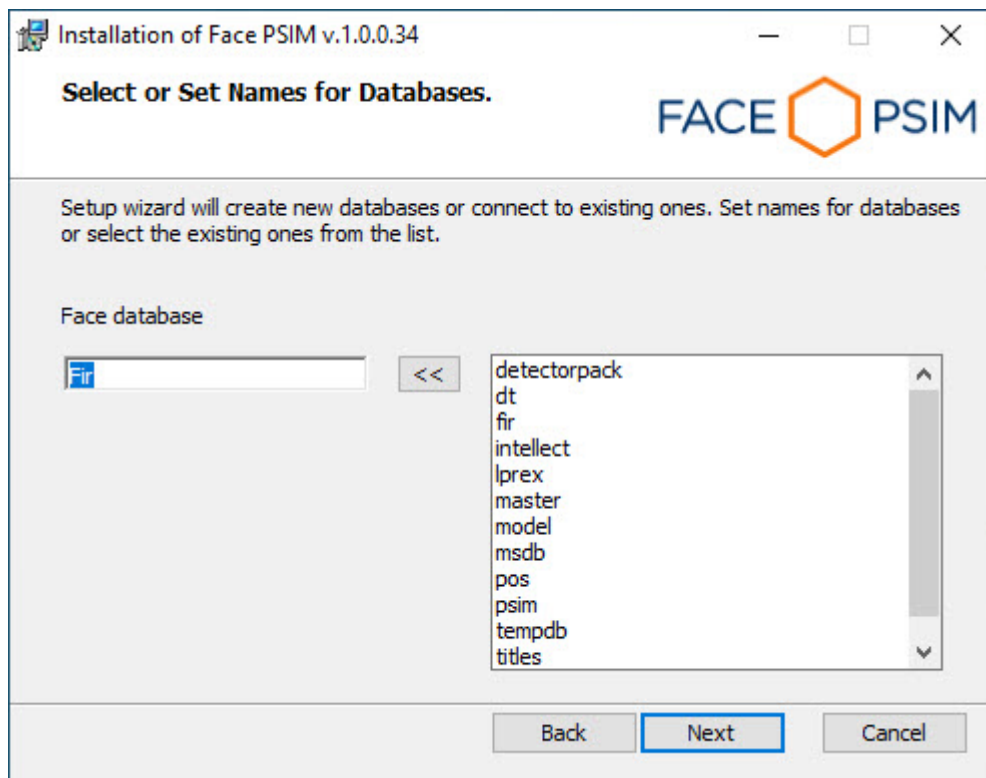 Installation of Face PSIM v.1.0.0.34
Select or Set Names for Databases.
FACE PSIM
Setup wizard will create new databases or connect to existing ones. Set names for databases
or select the existing ones from the list.
Face database
Fir
<<
detectorpack
dt
fir
intellect
lprex
master
model
msdb
pos
psim
tempdb
titles
Back
Next
Cancel